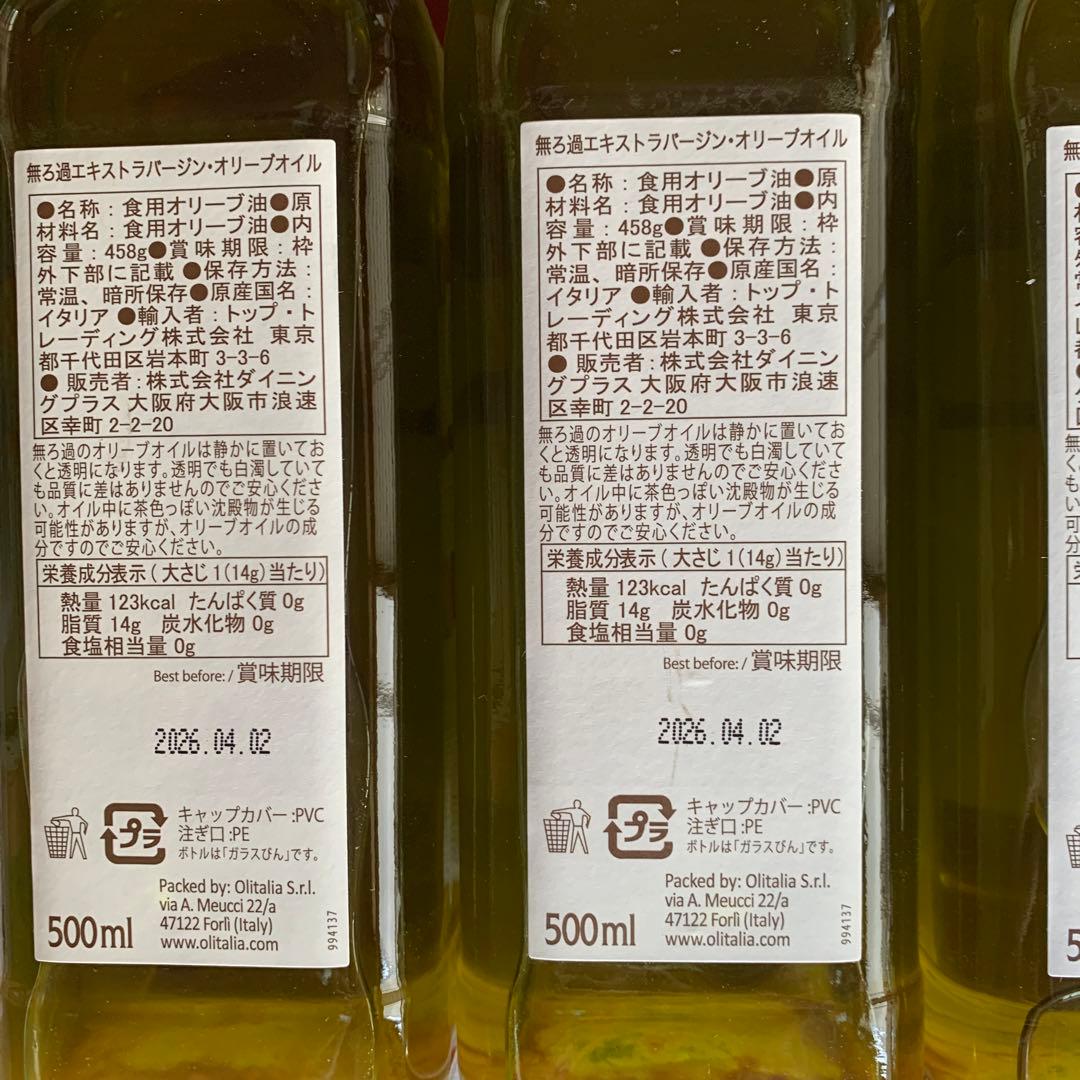 無ろ過エキストラバージン・オリーブオイル
●名称：食用オリーブ油●原
材料名：食用オリーブ油●内
容量：458g●賞味期限：枠
外下部に記載 ●保存方法：
常温、暗所保存●原産国名：
イタリア ●輸入者：トップ・ト
レーディング株式会社 東京
都千代田区岩本町 3-3-6
● 販売者：株式会社ダイニン
グプラス 大阪府大阪市浪速
区幸町 2-2-20
無ろ過のオリーブオイルは静かに置いてお
くと透明になります。透明でも白濁していて
も品質に差はありませんのでご安心くださ
い。オイル中に茶色っぽい沈殿物が生じる
可能性がありますが、オリーブオイルの成
分ですのでご安心ください。
栄養成分表示（大さじ 1(14g)当たり）
熱量 123kcal たんぱく質 0g
脂質 14g 炭水化物 0g
食塩相当量 0g
Best before: / 賞味期限
2026.04.02
プラ
キャップカバー :PVC
注ぎ口 :PE
ボトルは「ガラスびん」です。
Packed by: Olitalia S.r.l.
via A. Meucci 22/a
47122 Forlì (Italy)
www.olitalia.com
500ml
994137
無ろ過エキストラバージン・オリーブオイル
●名称：食用オリーブ油●原
材料名：食用オリーブ油●内
容量：458g●賞味期限：枠
外下部に記載 ●保存方法：
常温、暗所保存●原産国名：
イタリア ●輸入者：トップ・ト
レーディング株式会社 東京
都千代田区岩本町 3-3-6
● 販売者：株式会社ダイニン
グプラス 大阪府大阪市浪速
区幸町 2-2-20
無ろ過のオリーブオイルは静かに置いてお
くと透明になります。透明でも白濁していて
も品質に差はありませんのでご安心くださ
い。オイル中に茶色っぽい沈殿物が生じる
可能性がありますが、オリーブオイルの成
分ですのでご安心ください。
栄養成分表示（大さじ 1(14g)当たり）
熱量 123kcal たんぱく質 0g
脂質 14g 炭水化物 0g
食塩相当量 0g
Best before: / 賞味期限
2026.04.02
プラ
キャップカバー :PVC
注ぎ口 :PE
ボトルは「ガラスびん」です。
Packed by: Olitalia S.r.l.
via A. Meucci 22/a
47122 Forlì (Italy)
www.olitalia.com
500ml
994137